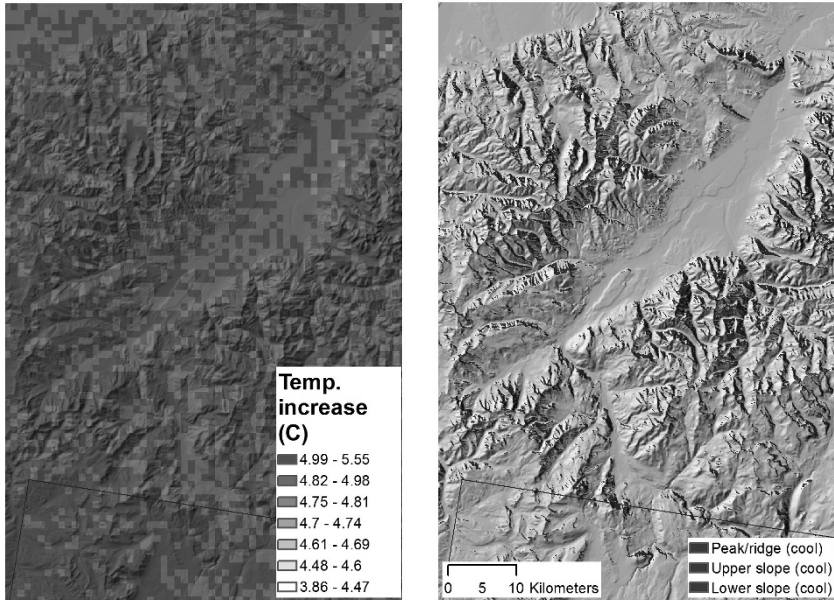 Temp.
increase
(C)
4.99 - 5.55
4.82 - 4.98
4.75 - 4.81
4.7 - 4.74
4.61 - 4.69
4.48 - 4.6
3.86 - 4.47
0 5 10 Kilometers
Peak/ridge (cool)
Upper slope (cool)
Lower slope (cool)